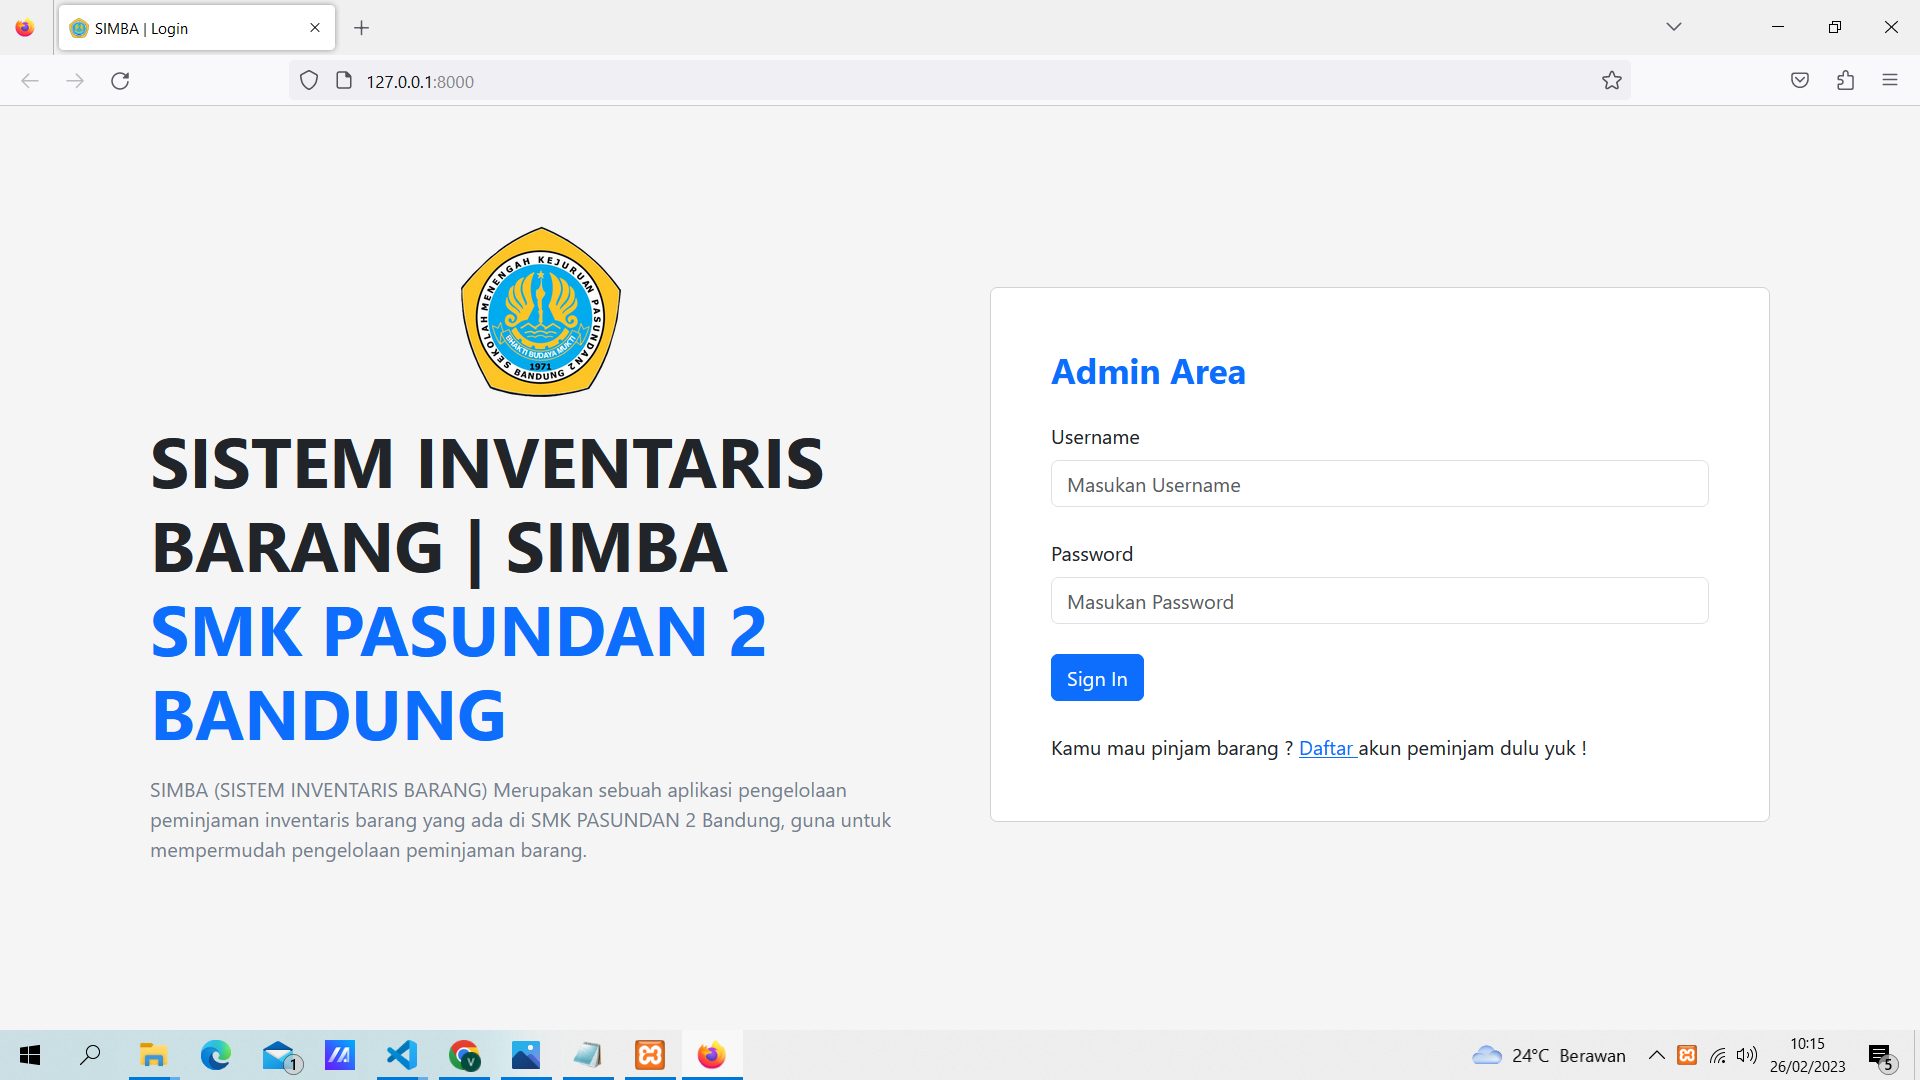 SIMBA | Login
127.0.0.1:8000
SEKOLAH MENENGAH KEJURUAN PASUNDAN 2 BANDUNG
BHAKTI BUDAYA MUKTI
1971
SISTEM INVENTARIS
BARANG | SIMBA
SMK PASUNDAN 2
BANDUNG
SIMBA (SISTEM INVENTARIS BARANG) Merupakan sebuah aplikasi pengelolaan
peminjaman inventaris barang yang ada di SMK PASUNDAN 2 Bandung, guna untuk
mempermudah pengelolaan peminjaman barang.
Admin Area
Username
Masukan Username
Password
Masukan Password
Sign In
Kamu mau pinjam barang ? Daftar akun peminjam dulu yuk !
1
V
24°C Berawan
10:15
26/02/2023
5